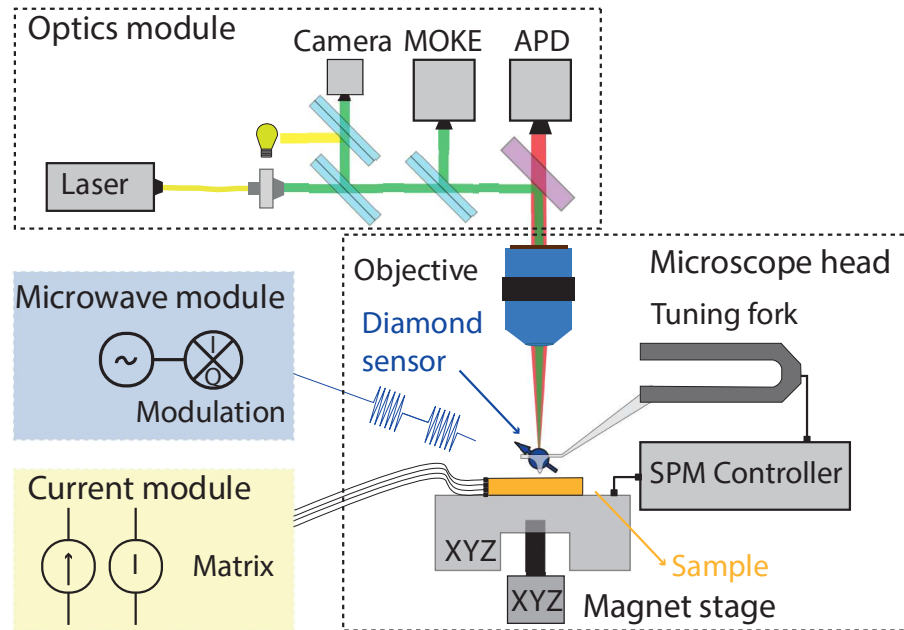 Optics module
Camera MOKE APD
Laser
Objective
Microscope head
Microwave module
Diamond
sensor
Tuning fork
~
I
Q
Modulation
SPM Controller
Current module
Matrix
I
XYZ
Sample
XYZ
Magnet stage